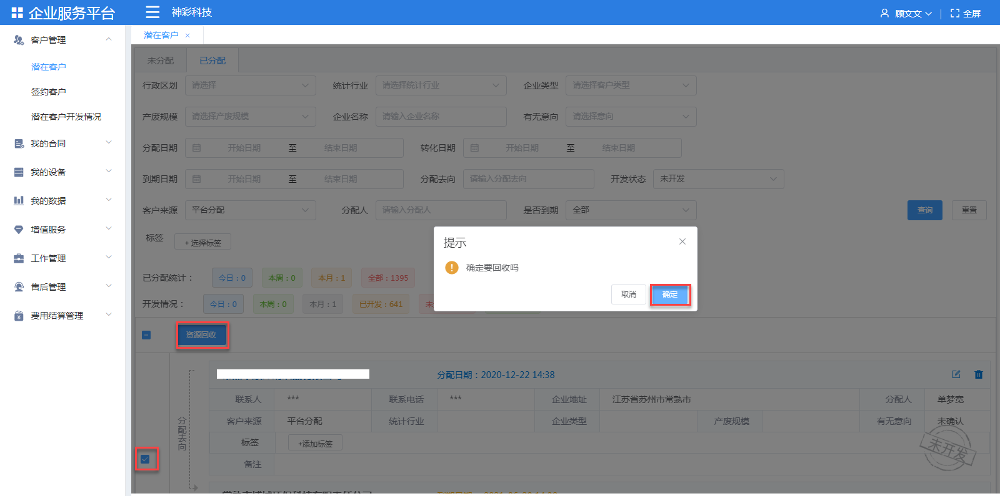 企业服务平台 神彩科技 顾文文 | 全屏
客户管理
潜在客户
签约客户
潜在客户开发情况
我的合同
我的设备
我的数据
增值服务
工作管理
售后管理
费用结算管理
潜在客户 ×
未分配 已分配
行政区划 请选择 统计行业 请选择统计行业 企业类型 请选择客户类型
产废规模 请选择产废规模 企业名称 请输入企业名称 有无意向 请选择意向
分配日期 开始日期 至 结束日期 转化日期 开始日期 至 结束日期
到期日期 开始日期 至 结束日期 分配去向 请输入分配去向 开发状态 未开发
客户来源 平台分配 分配人 请输入分配人 是否到期 全部 查询 重置
标签 + 选择标签
提示
确定要回收吗
取消 确定
已分配统计： 今日：0 本周：0 本月：1 全部：1395
开发情况： 今日：0 本周：0 本月：1 已开发：641 未
资源回收
分配去向
分配日期：2020-12-22 14:38
联系人 *** 联系电话 *** 企业地址 江苏省苏州市常熟市 分配人 单梦宽
客户来源 平台分配 统计行业 企业类型 产废规模 有无意向 未确认
标签 +添加标签
备注
未开发